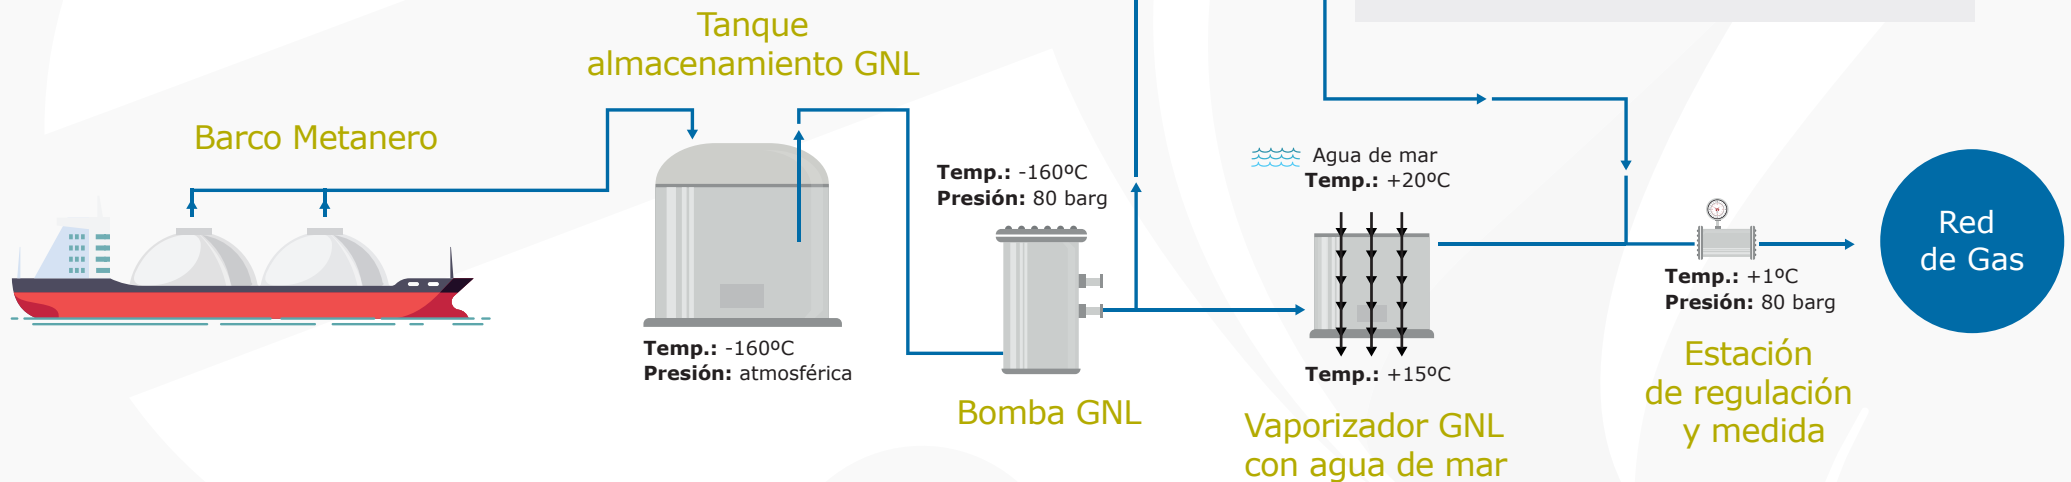 Tanque
almacenamiento GNL
Barco Metanero
Temp.: -160ºC
Presión: atmosférica
Temp.: -160ºC
Presión: 80 barg
Bomba GNL
Agua de mar
Temp.: +20ºC
Temp.: +15ºC
Vaporizador GNL
con agua de mar
Temp.: +1ºC
Presión: 80 barg
Estación
de regulación
y medida
Red
de Gas